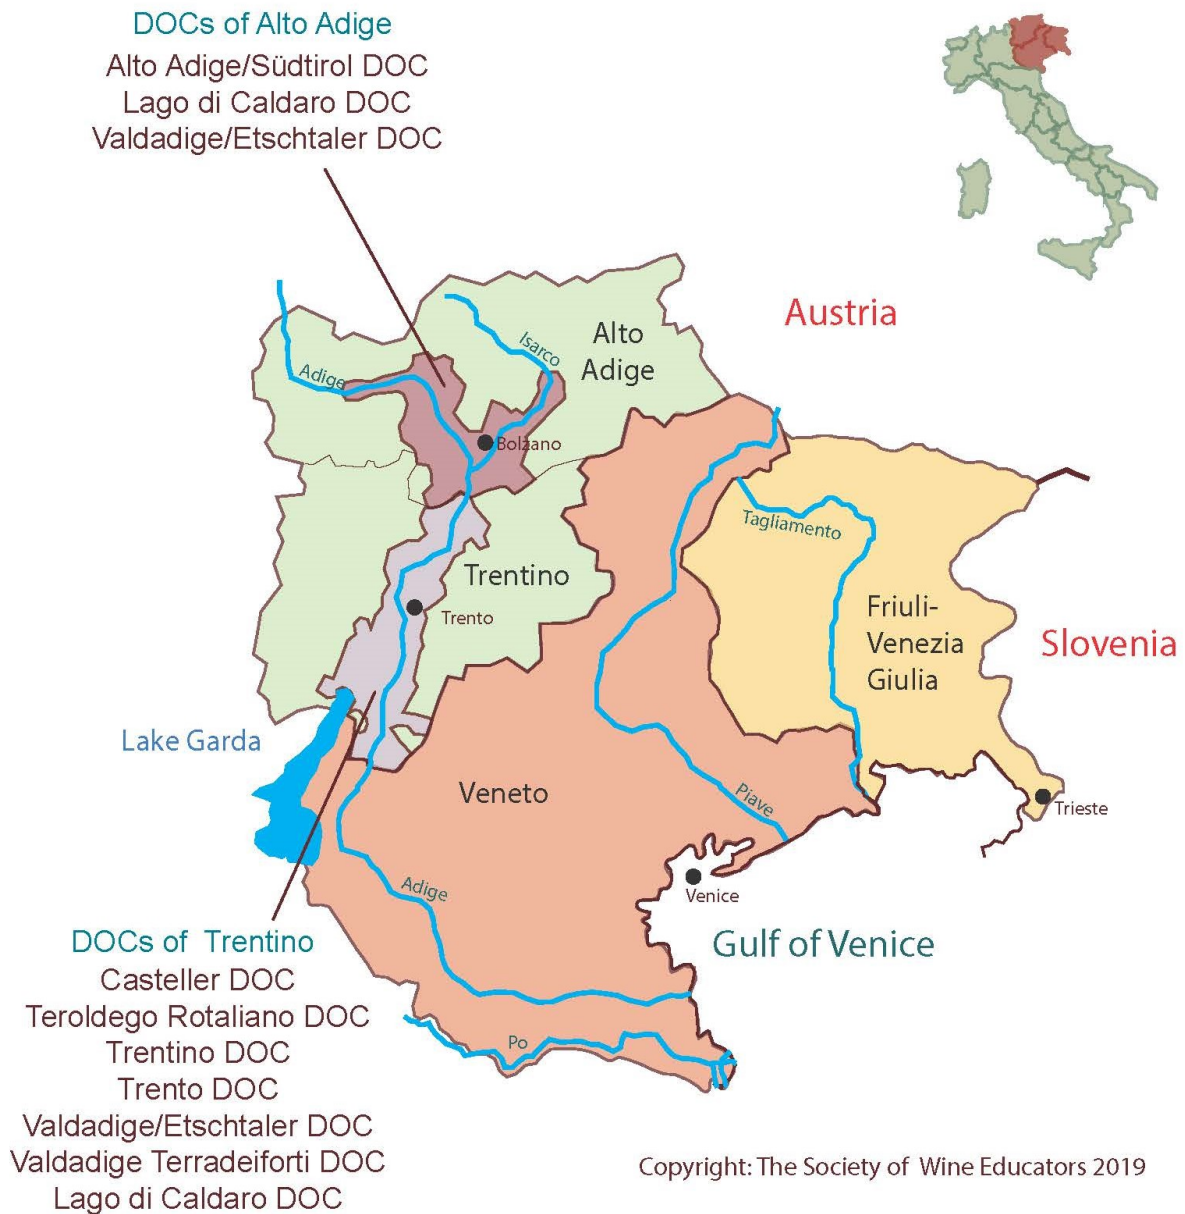 DOCs of Alto Adige
Alto Adige/Südtirol DOC
Lago di Caldaro DOC
Valdadige/Etschtaler DOC
Austria
Alto
Adige
Isarco
Adige
Bolzano
Tagliamento
Trentino
Friuli-
Venezia
Giulia
Trento
Slovenia
Lake Garda
Veneto
Piave
Trieste
Adige
Venice
Gulf of Venice
DOCs of Trentino
Casteller DOC
Teroldego Rotaliano DOC
Trentino DOC
Po
Trento DOC
Valdadige/Etschtaler DOC
Valdadige Terradeiforti DOC
Lago di Caldaro DOC
Copyright: The Society of Wine Educators 2019